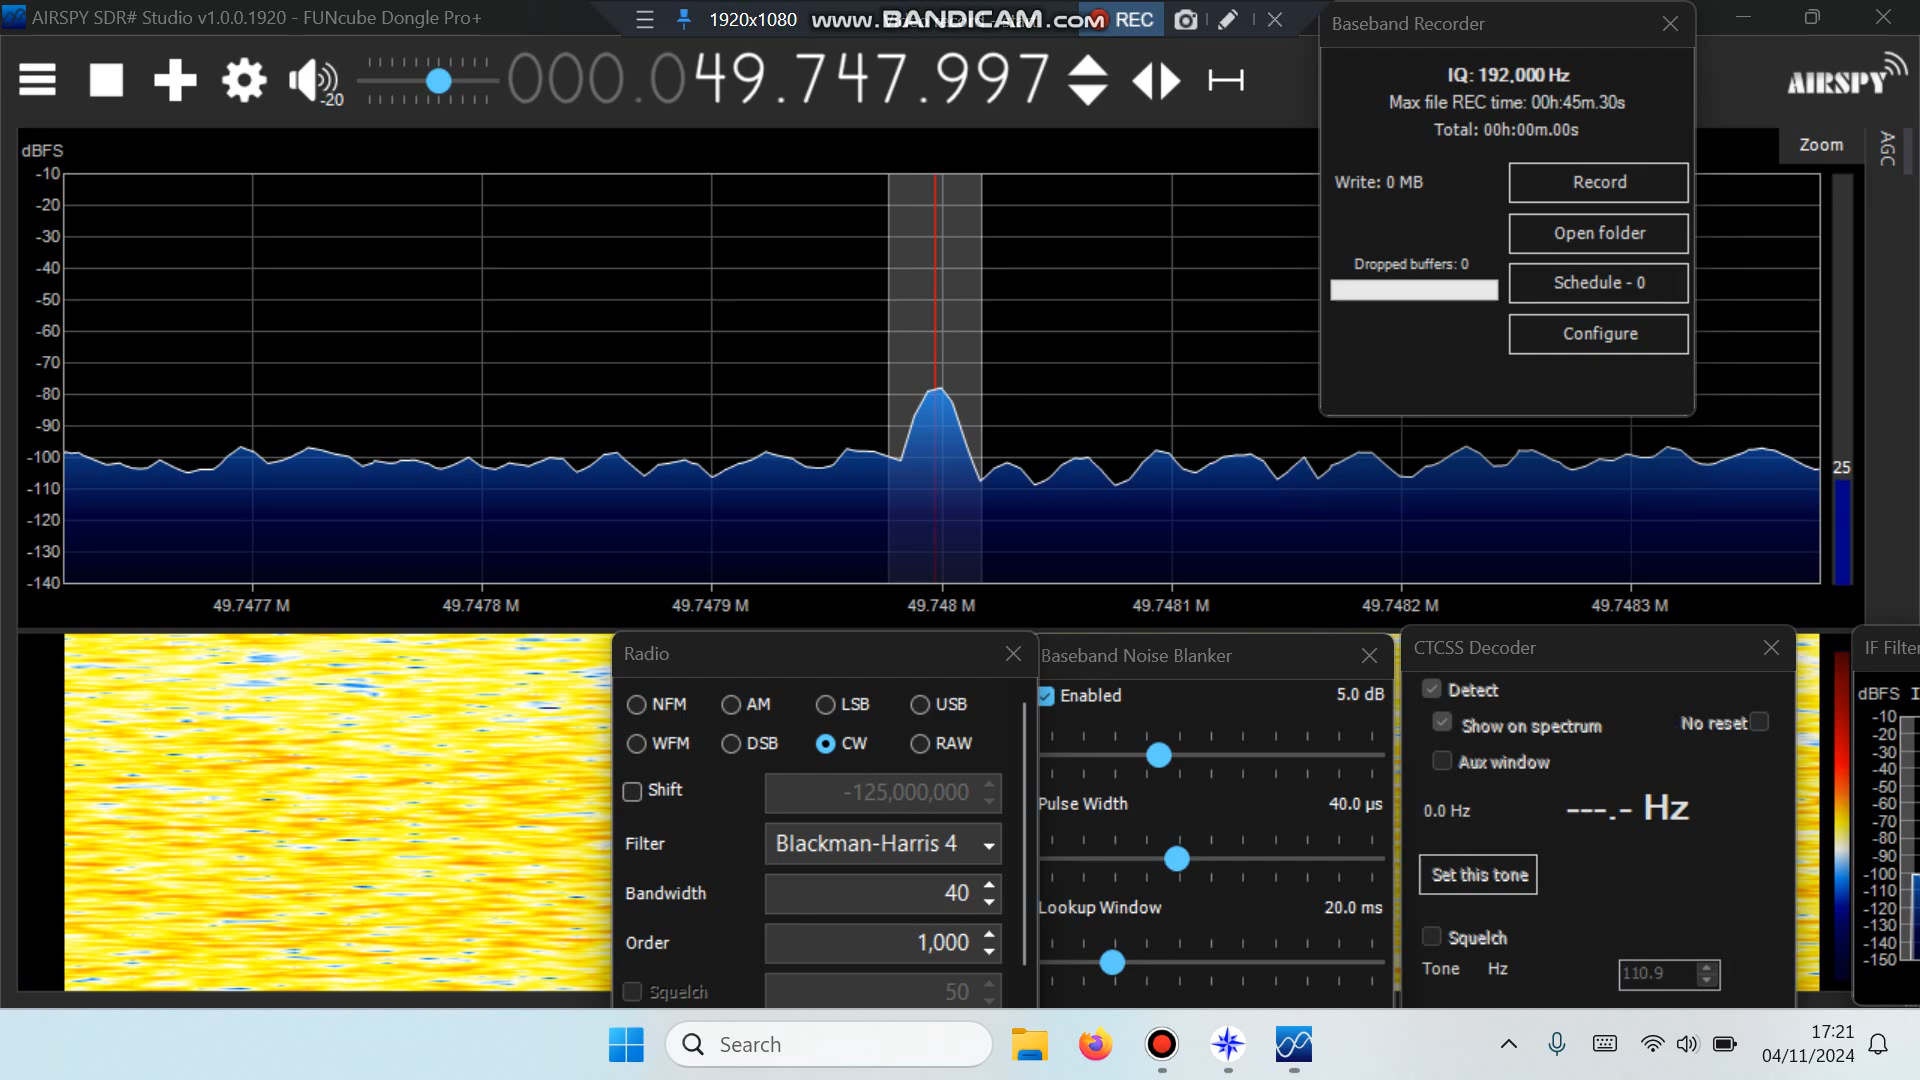 AIRSPY SDR# Studio v1.0.0.1920 - FUNcube Dongle Pro+
1920x1080
www.BANDICAM.com
REC
Baseband Recorder
-20
000.049.747.997
AIRSPY
IQ: 192,000 Hz
Max file REC time: 00h:45m.30s
Total: 00h:00m.00s
Write: 0 MB
Record
Open folder
Dropped buffers: 0
Schedule - 0
Configure
Zoom
AGC
dBFS
-10
-20
-30
-40
-50
-60
-70
-80
-90
-100
-110
-120
-130
-140
25
49.7477 M
49.7478 M
49.7479 M
49.748 M
49.7481 M
49.7482 M
49.7483 M
Radio
NFM
AM
LSB
USB
WFM
DSB
CW
RAW
Shift
-125,000,000
Filter
Blackman-Harris 4
Bandwidth
40
Order
1,000
Squelch
50
Baseband Noise Blanker
Enabled
5.0 dB
Pulse Width
40.0 µs
Lookup Window
20.0 ms
CTCSS Decoder
Detect
Show on spectrum
No reset
Aux window
0.0 Hz
---.- Hz
Set this tone
Squelch
Tone
Hz
110.9
IF Filter
dBFS
-10
-20
-30
-40
-50
-60
-70
-80
-90
-100
-110
-120
-130
-140
-150
Search
17:21
04/11/2024